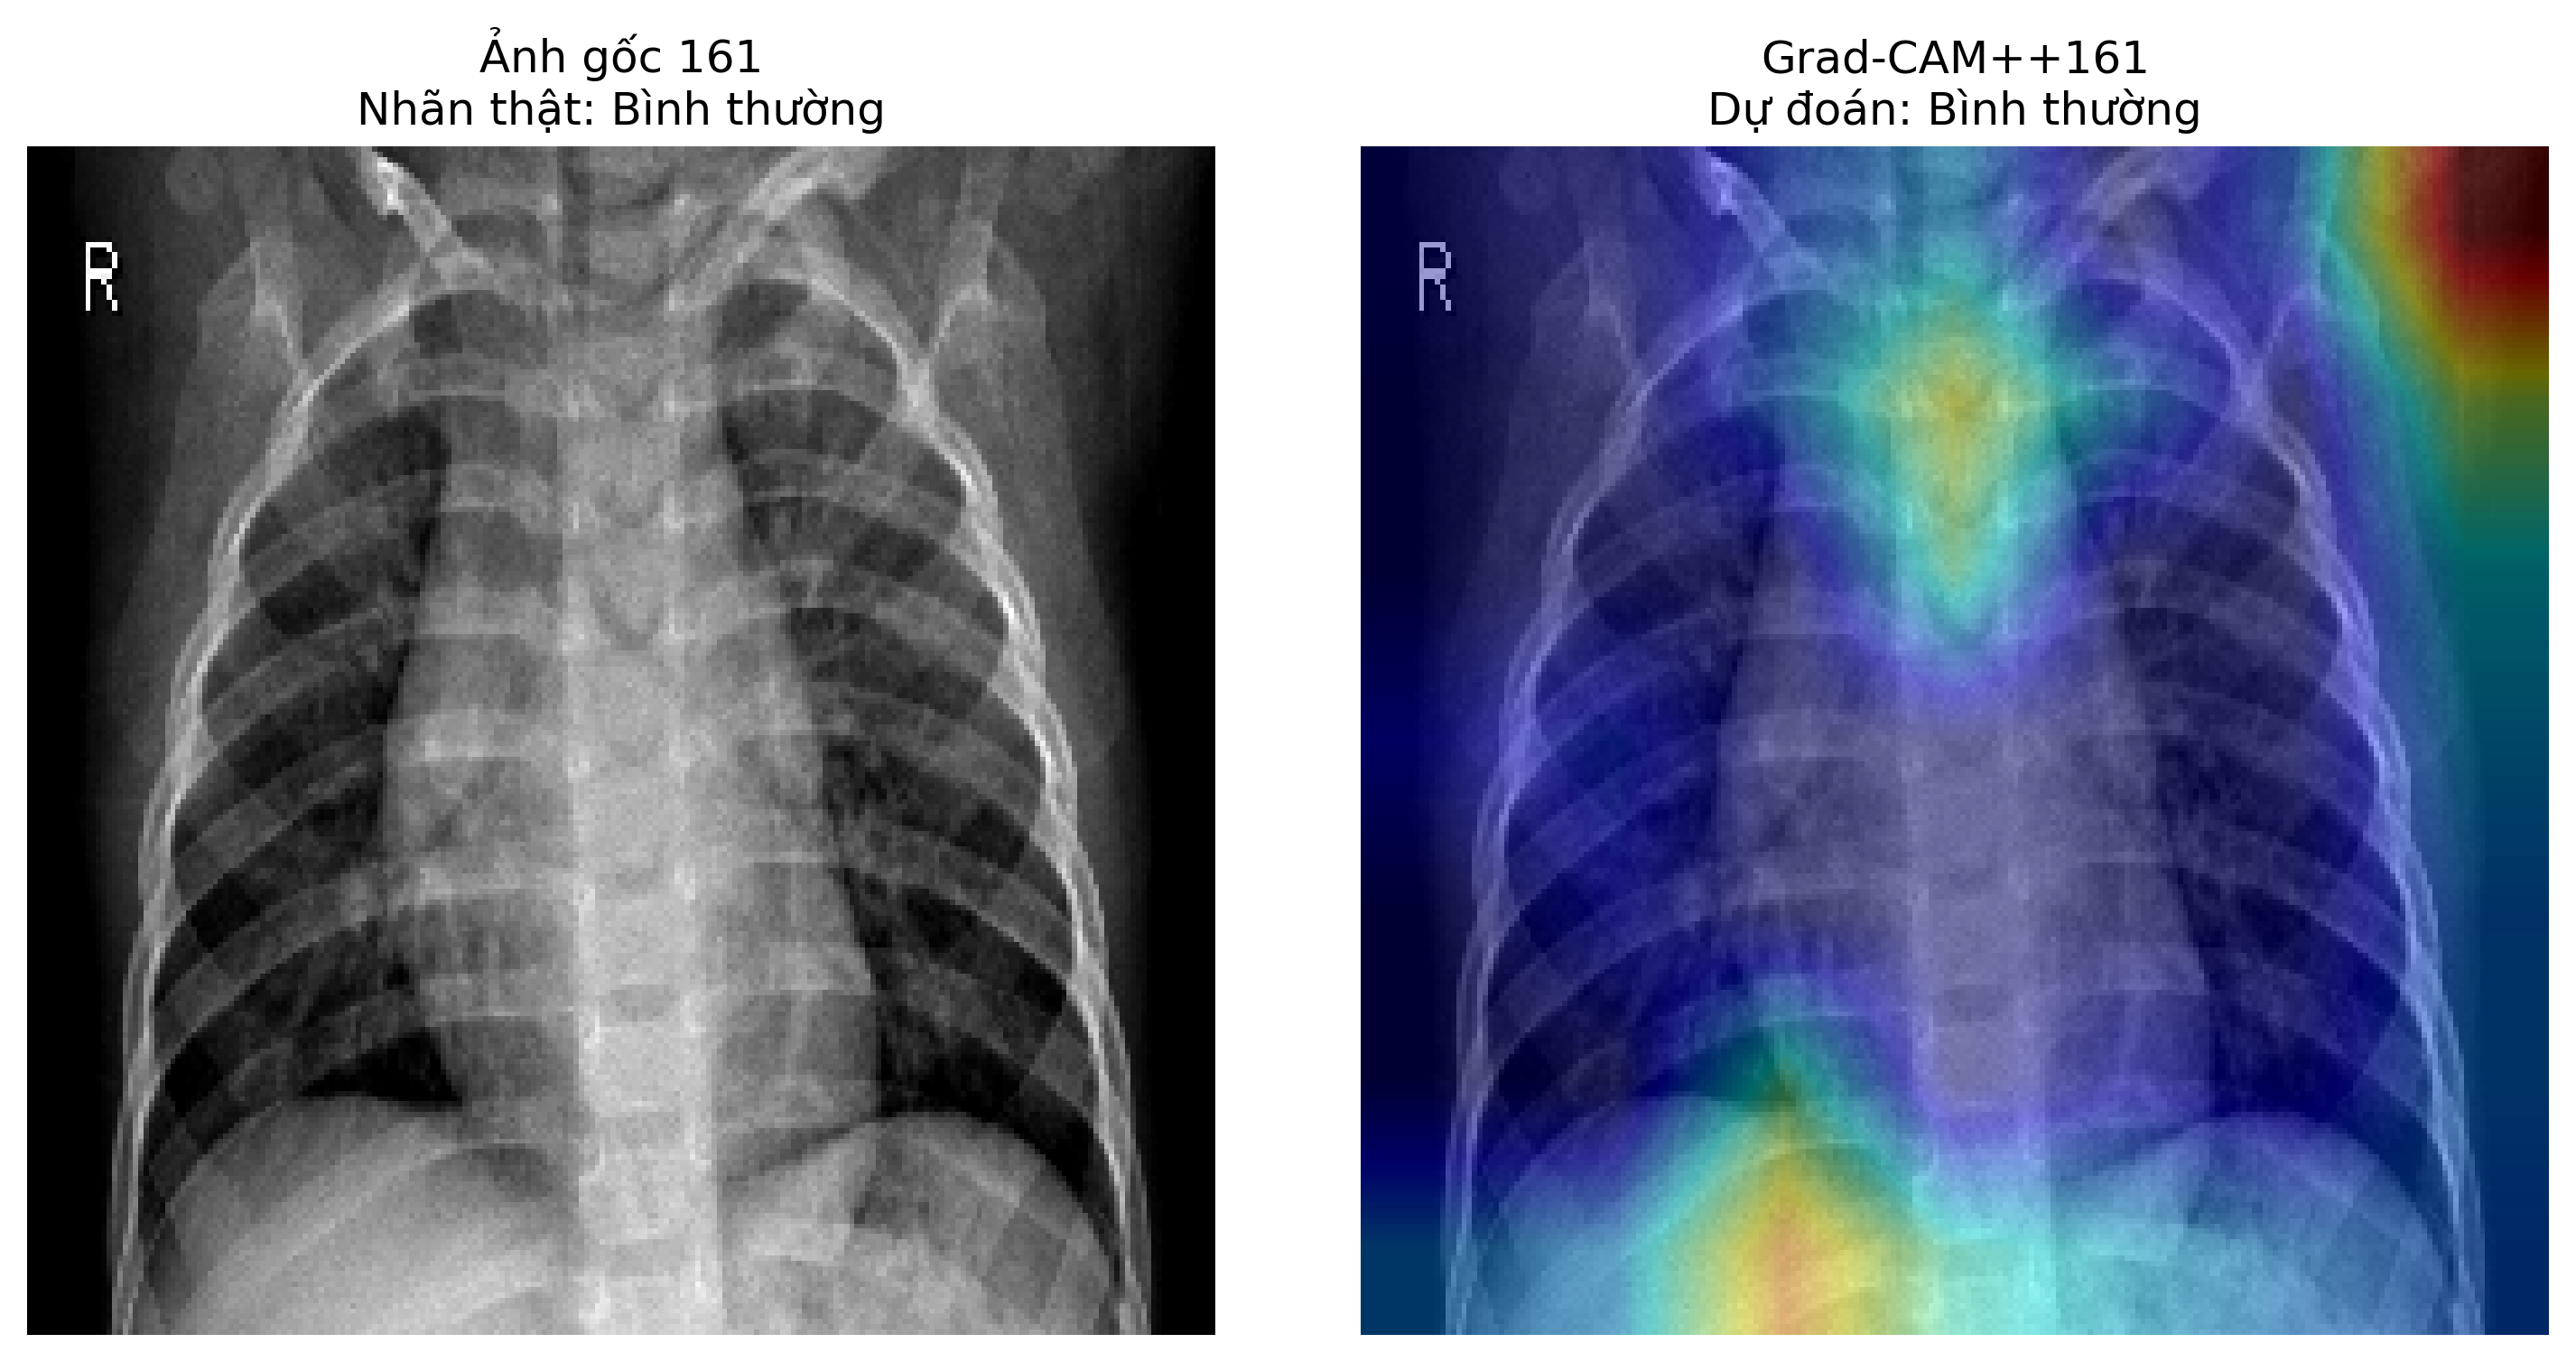 Ảnh gốc 161
Nhãn thật: Bình thường
Grad-CAM++161
Dự đoán: Bình thường
R
R